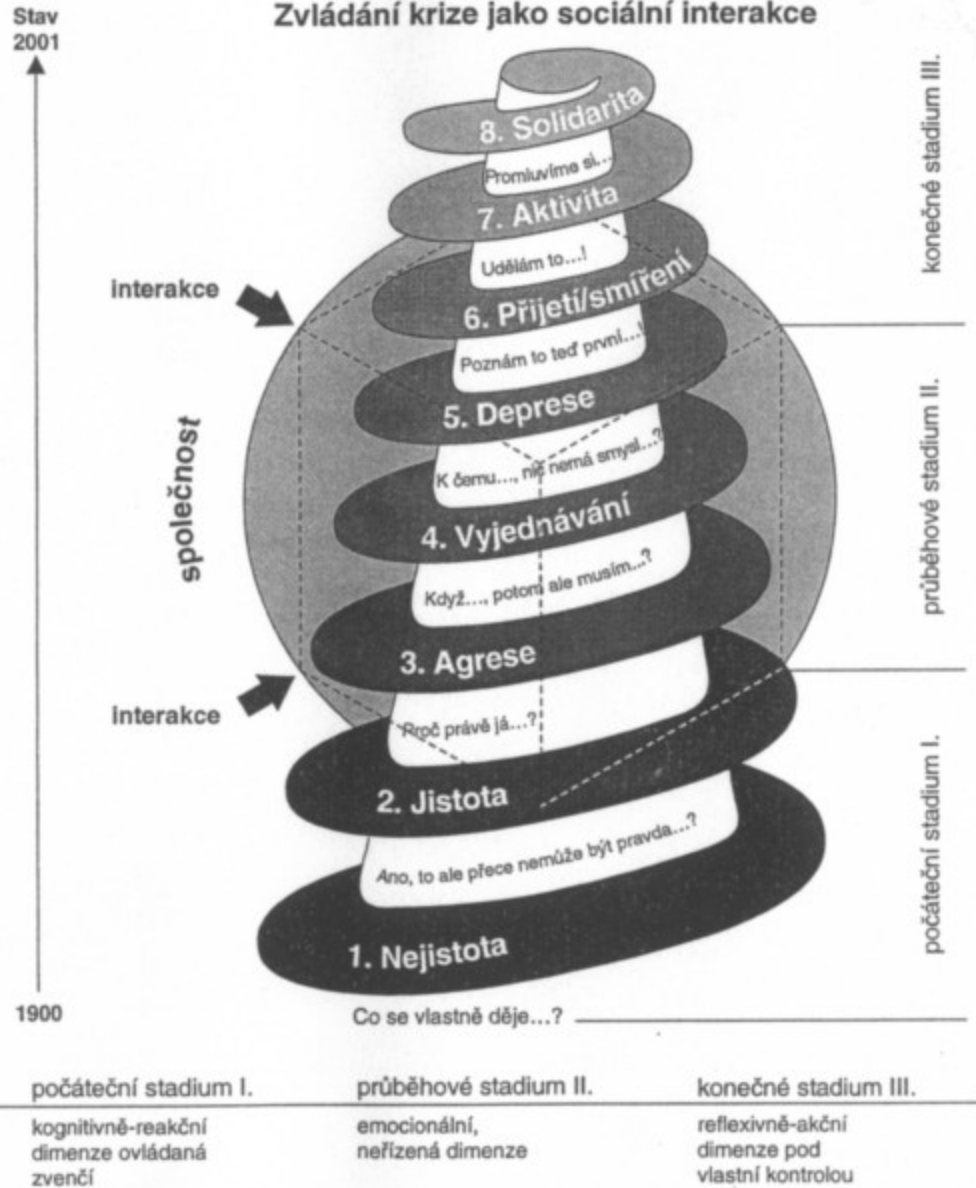 Stav
2001
Zvládání krize jako sociální interakce
8. Solidarita
Promluvíme si...
7. Aktivita
Udělám to...!
6. Přijetí/smíření
Poznám to teď první...!
5. Deprese
K čemu..., nic nemá smysl...?
4. Vyjednávání
Když..., potom ale musím...?
3. Agrese
Proč právě já...?
2. Jistota
Ano, to ale přece nemůže být pravda...?
1. Nejistota
Co se vlastně děje...?
interakce
společnost
interakce
1900
konečné stadium III.
průběhové stadium II.
počáteční stadium I.
počáteční stadium I.
průběhové stadium II.
konečné stadium III.
kognitivně-reakční
dimenze ovládaná
zvenčí
emocionální,
neřízená dimenze
reflexivně-akční
dimenze pod
vlastní kontrolou